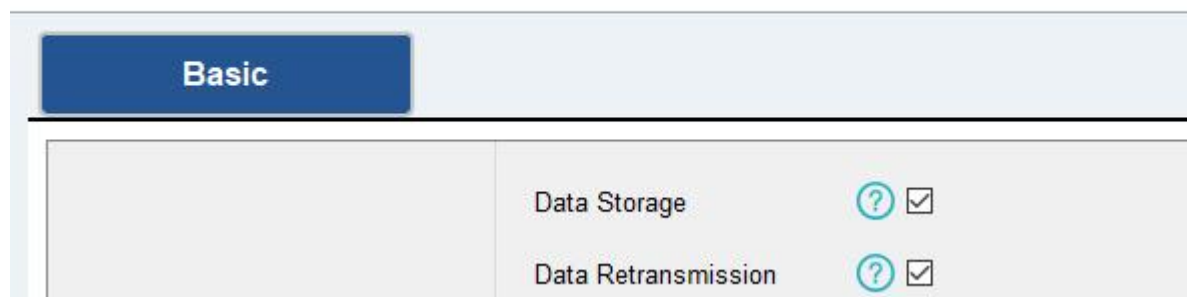 Basic
Data Storage ?
Data Retransmission ?